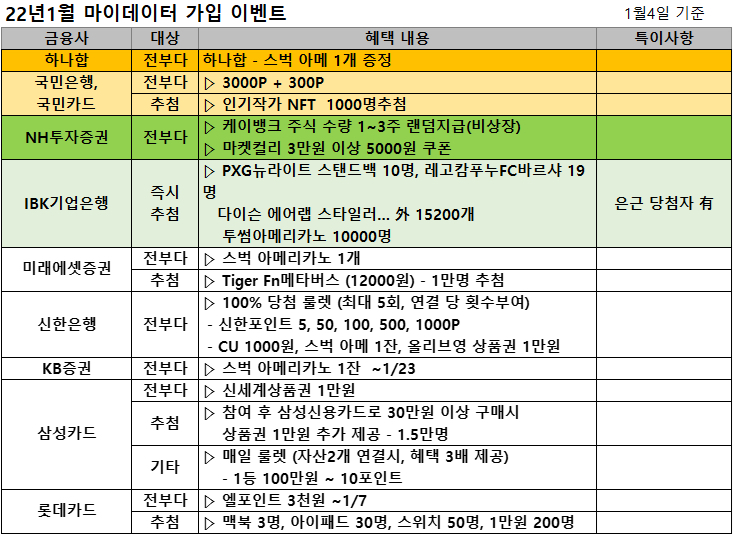 22년1월 마이데이터 가입 이벤트
1월4일 기준
금융사 대상 혜택 내용 특이사항
하나합 전부다 하나합 - 스벅 아메 1개 증정
국민은행,
국민카드
전부다 ▷ 3000P + 300P
추첨 ▷ 인기작가 NFT 1000명추첨
NH투자증권 전부다
▷ 케이뱅크 주식 수량 1~3주 랜덤지급(비상장)
▷ 마켓컬리 3만원 이상 5000원 쿠폰
IBK기업은행
즉시
추첨
▷ PXG뉴라이트 스탠드백 10명, 레고캄푸누FC바르샤 19
명
다이슨 에어랩 스타일러... 外 15200개
투썸아메리카노 10000명
은근 당첨자 有
미래에셋증권
전부다 ▷ 스벅 아메리카노 1개
추첨 ▷ Tiger Fn메타버스 (12000원) - 1만명 추첨
신한은행 전부다
▷ 100% 당첨 룰렛 (최대 5회, 연결 당 횟수부여)
- 신한포인트 5, 50, 100, 500, 1000P
- CU 1000원, 스벅 아메 1잔, 올리브영 상품권 1만원
KB증권 전부다 ▷ 스벅 아메리카노 1잔 ~1/23
삼성카드
전부다 ▷ 신세계상품권 1만원
추첨
▷ 참여 후 삼성신용카드로 30만원 이상 구매시
상품권 1만원 추가 제공 - 1.5만명
기타
▷ 매일 룰렛 (자산2개 연결시, 혜택 3배 제공)
- 1등 100만원 ~ 10포인트
롯데카드
전부다 ▷ 엘포인트 3천원 ~1/7
추첨 ▷ 맥북 3명, 아이패드 30명, 스위치 50명, 1만원 200명